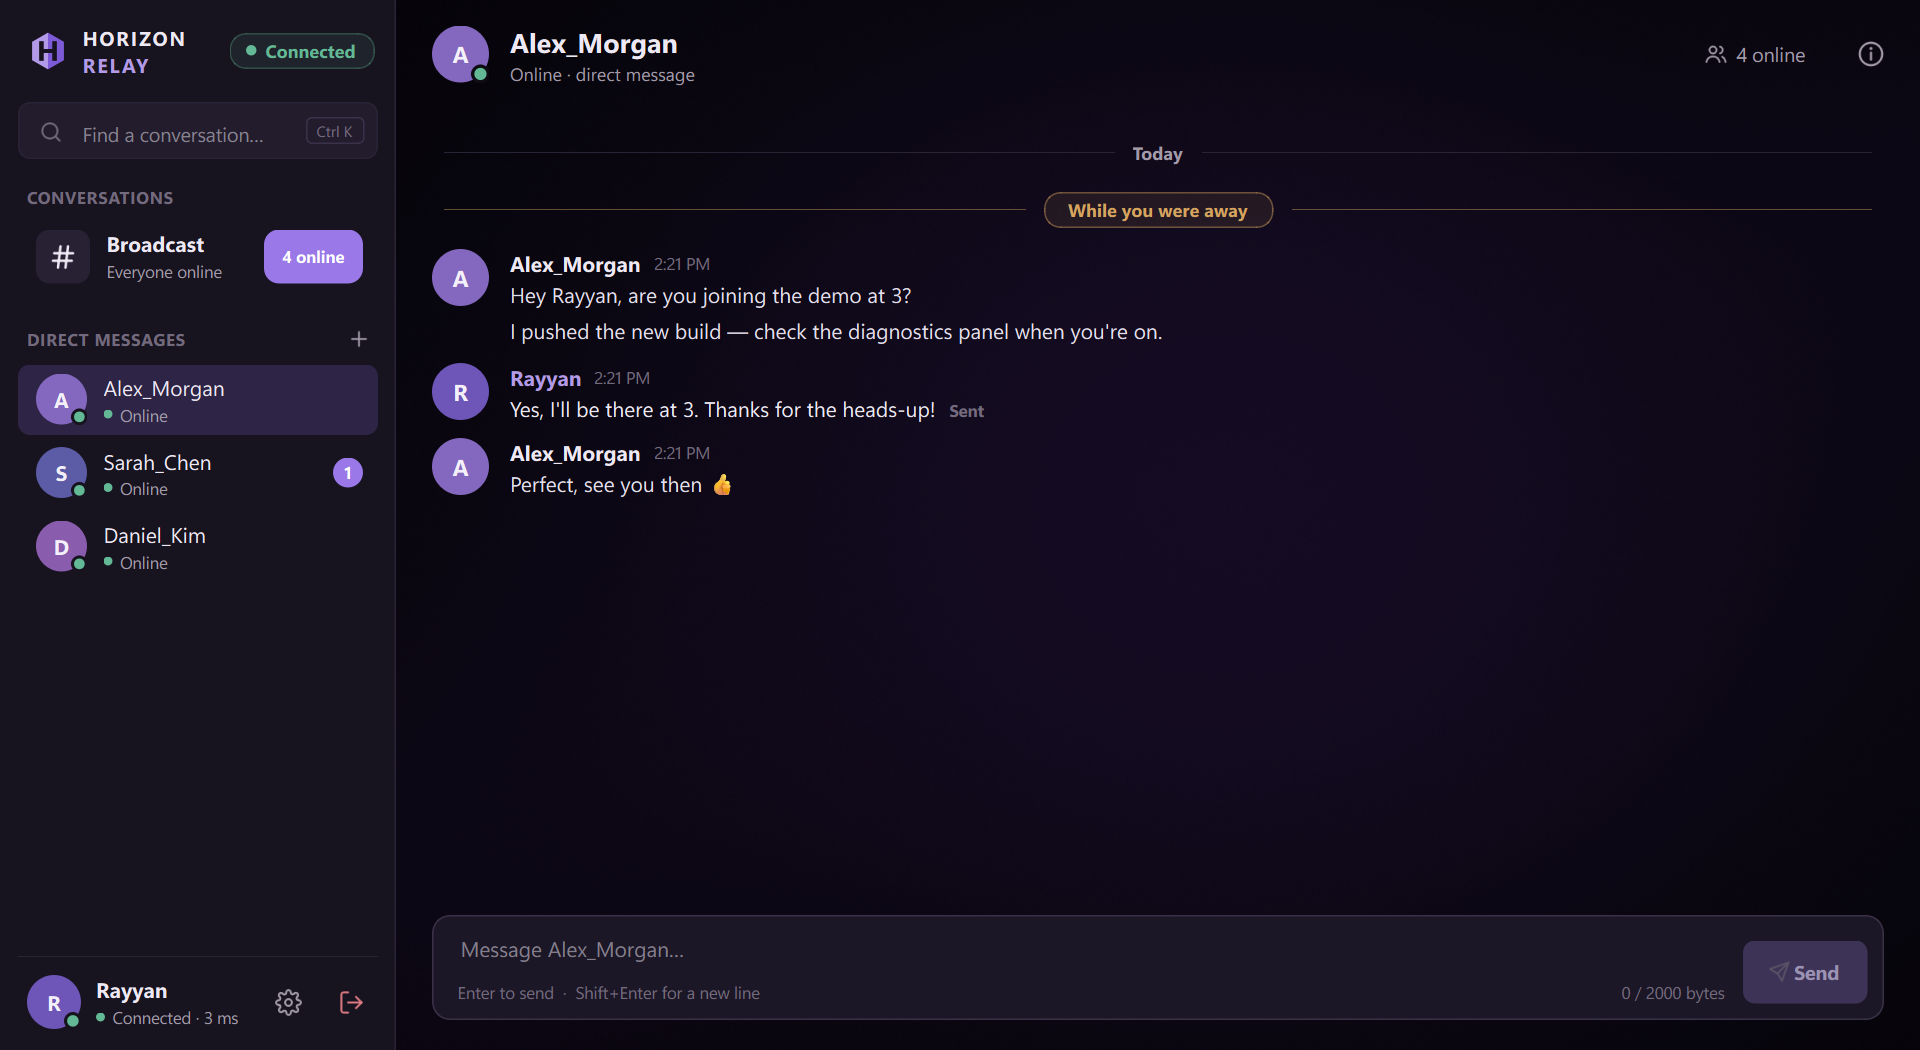 HORIZON
RELAY
Connected
Find a conversation...
Ctrl K
CONVERSATIONS
#
Broadcast
4 online
Everyone online
DIRECT MESSAGES
A
Alex_Morgan
Online
S
Sarah_Chen
1
Online
D
Daniel_Kim
Online
R
Rayyan
Connected · 3 ms
A
Alex_Morgan
Online · direct message
4 online
Today
While you were away
A
Alex_Morgan 2:21 PM
Hey Rayyan, are you joining the demo at 3?
I pushed the new build — check the diagnostics panel when you're on.
R
Rayyan 2:21 PM
Yes, I'll be there at 3. Thanks for the heads-up! Sent
A
Alex_Morgan 2:21 PM
Perfect, see you then 👍
Message Alex_Morgan...
Enter to send · Shift+Enter for a new line
0 / 2000 bytes
Send